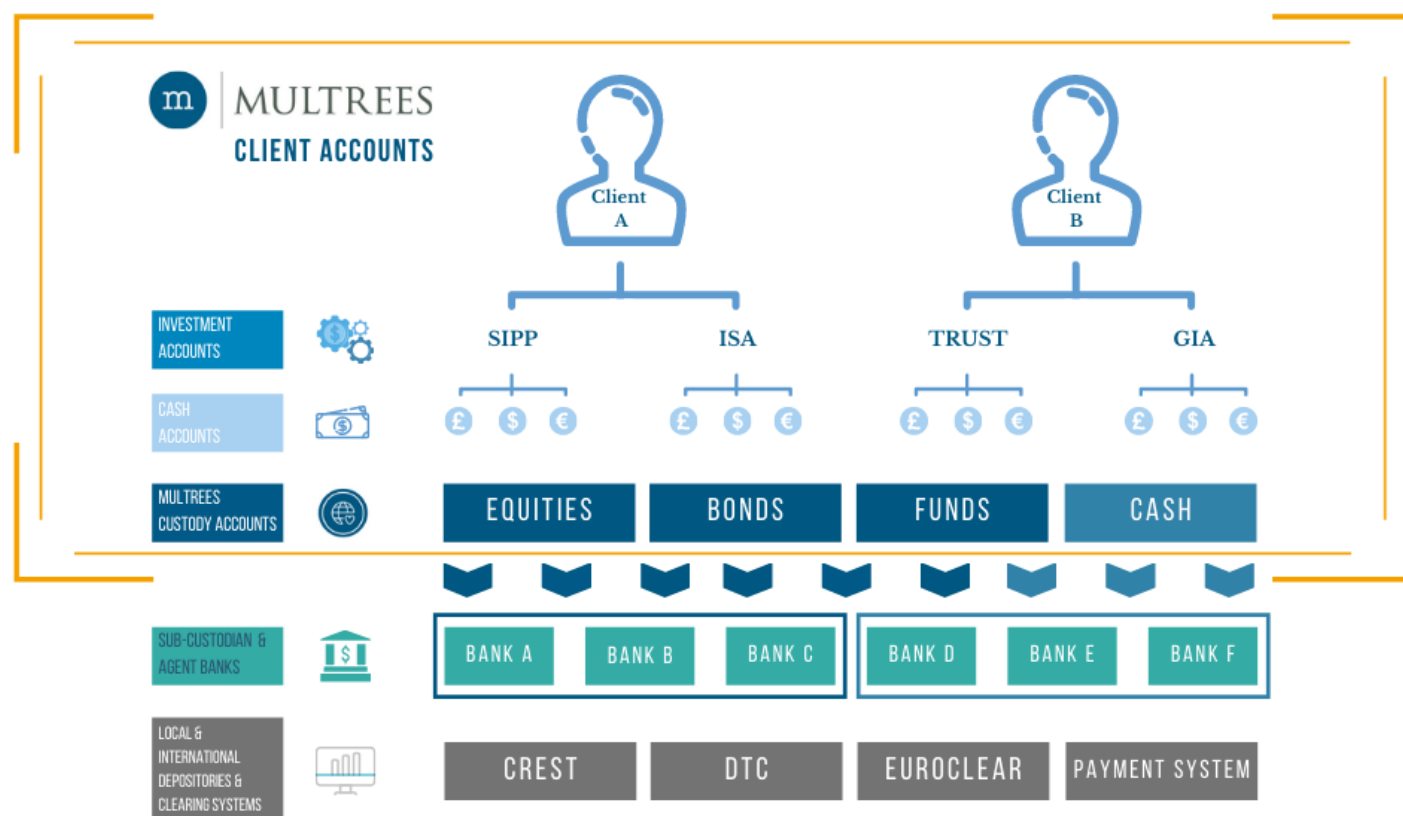 m MULTREES
CLIENT ACCOUNTS
Client
A
Client
B
INVESTMENT
ACCOUNTS
SIPP ISA TRUST GIA
CASH
ACCOUNTS
£ $ € £ $ € £ $ € £ $ €
MULTREES
CUSTODY ACCOUNTS
EQUITIES BONDS FUNDS CASH
SUB-CUSTODIAN &
AGENT BANKS
BANK A BANK B BANK C BANK D BANK E BANK F
LOCAL &
INTERNATIONAL
DEPOSITORIES &
CLEARING SYSTEMS
CREST DTC EUROCLEAR PAYMENT SYSTEM